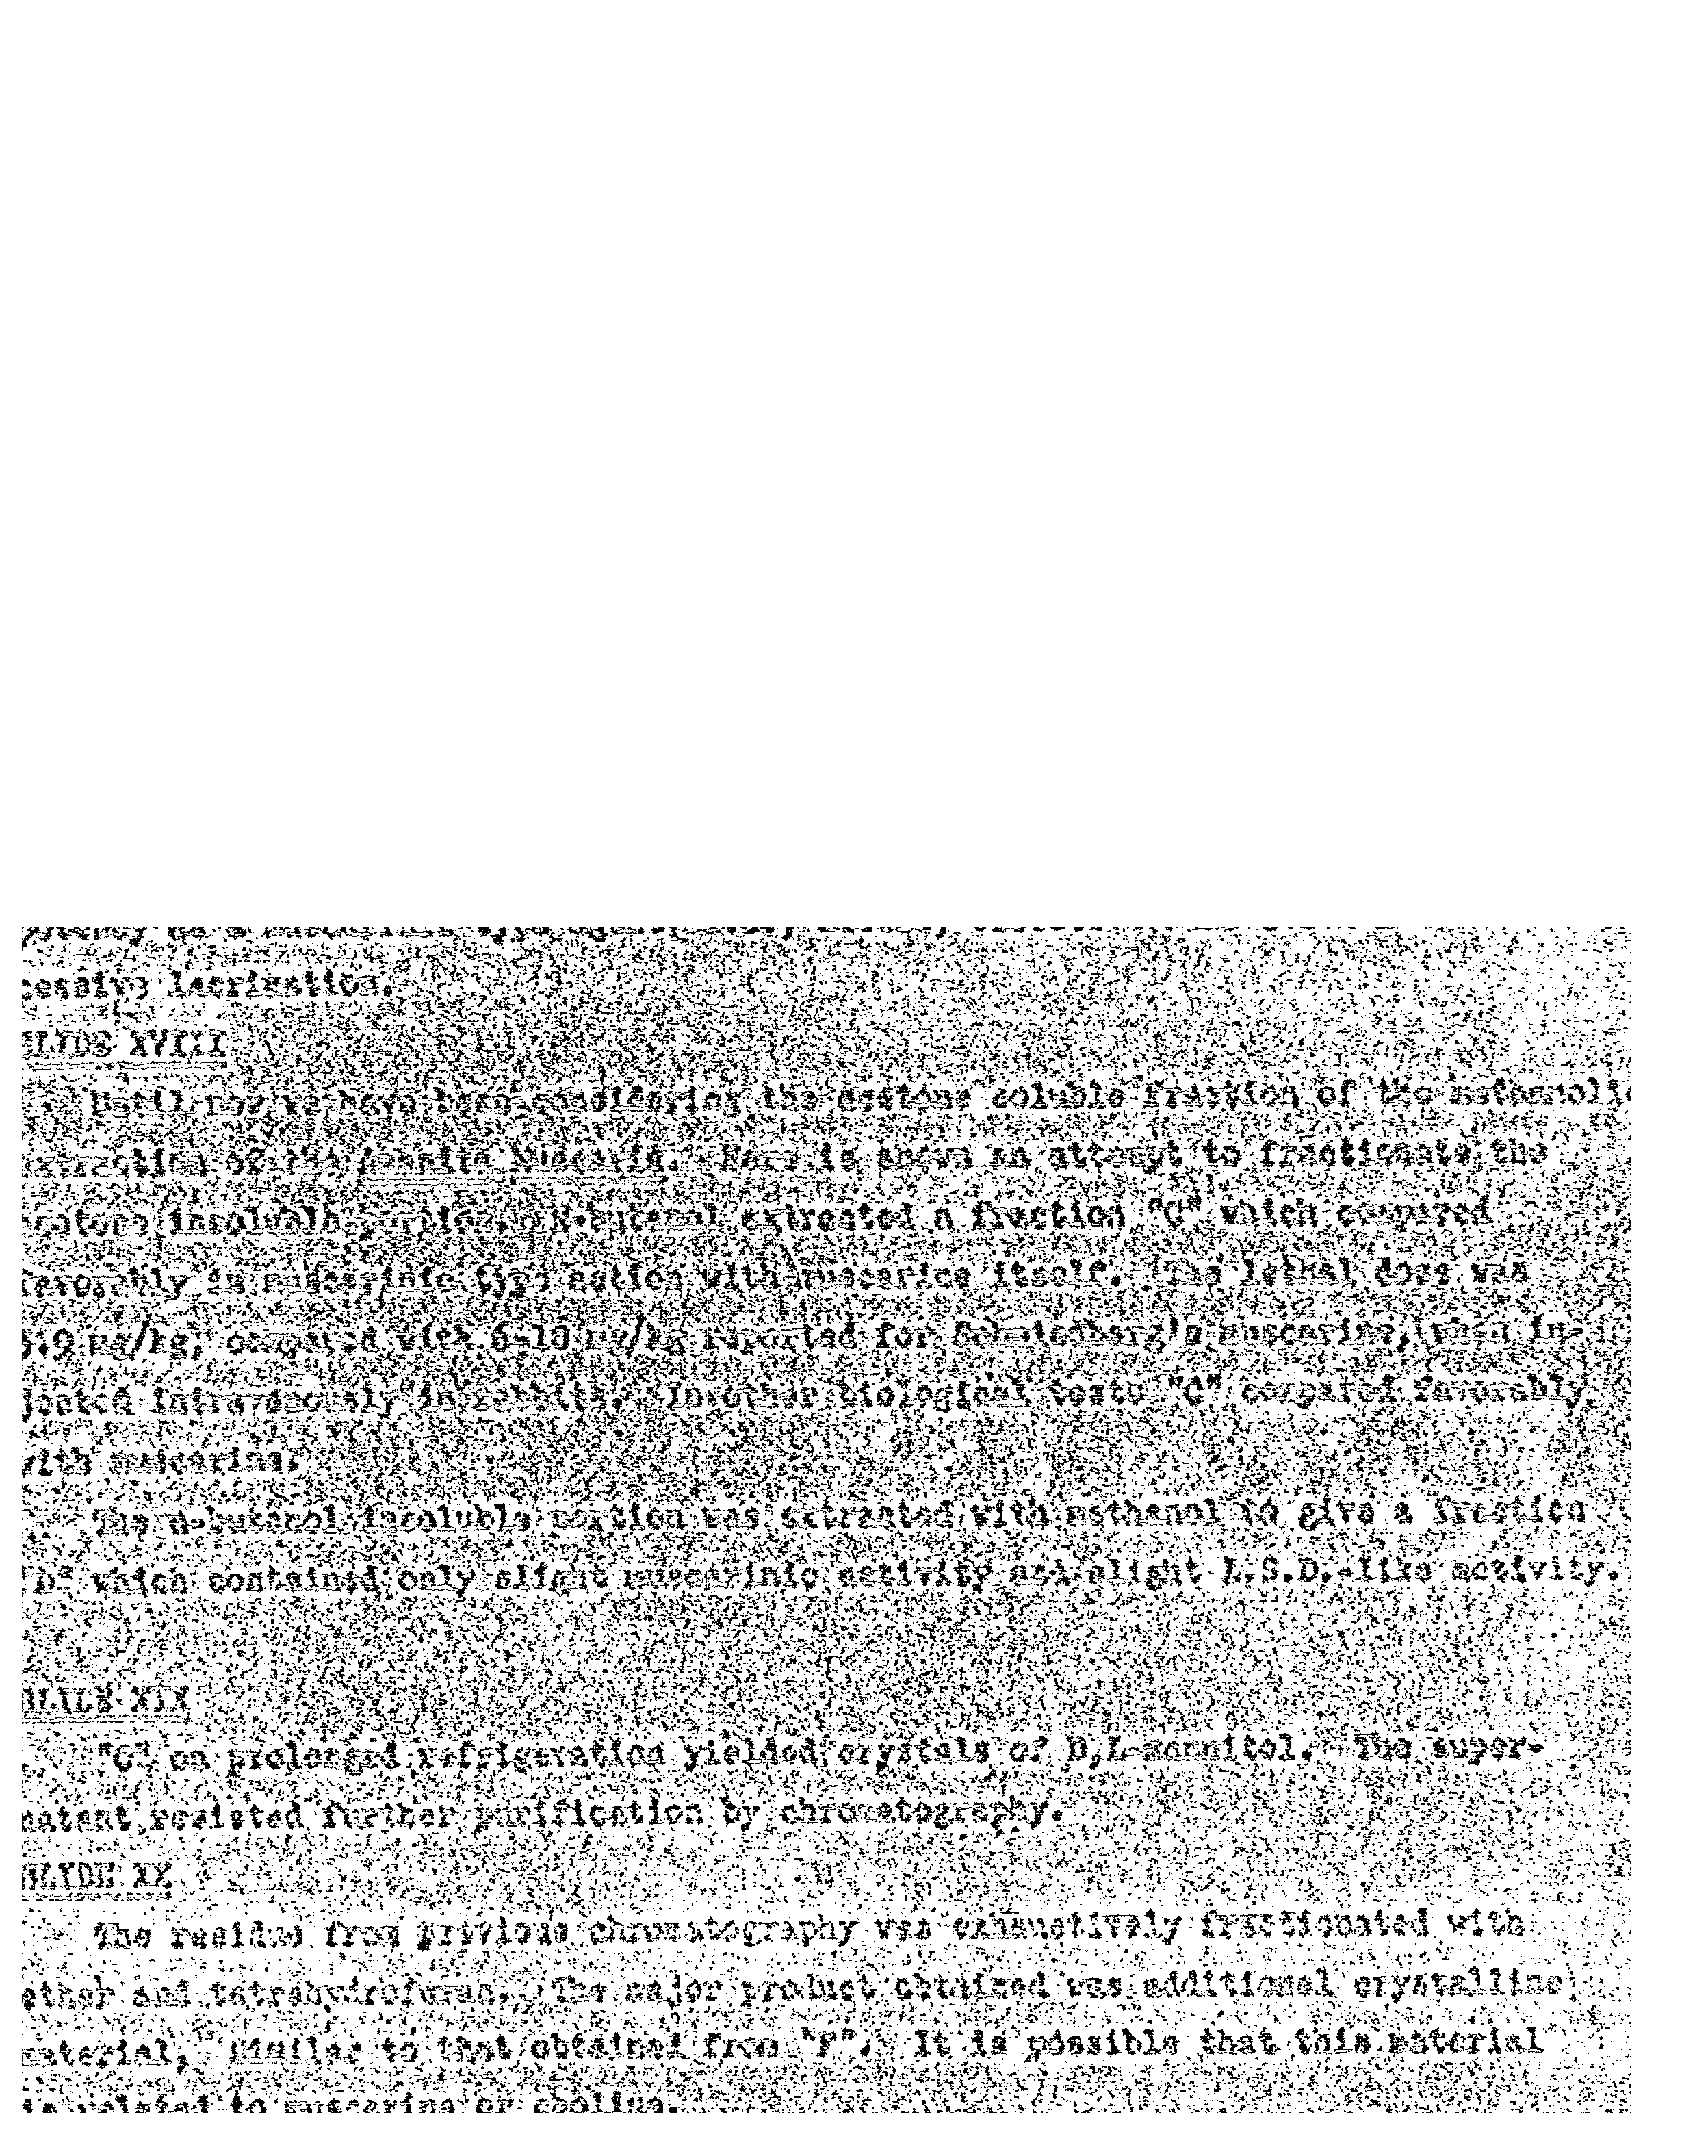 cessive lacrimation.
SLIDE XVIII
Until now we have been considering the acetone soluble fraction of the methanolic
extraction of the Amanita Muscaria. Here is shown an attempt to fractionate the
acetone insoluble portion. N-butanol extracted a fraction "C" which compared
favorably in muscarinic type action with muscarine itself. The lethal dose was
.9 mg/kg, compared with 6-10 mg/kg reported for Schmiedberg's muscarine, when in-
jected intravenously in rabbits. In other biological tests "C" compared favorably
with muscarine.
The n-butanol insoluble portion was extracted with methanol to give a fraction
"D" which contained only slight muscarinic activity and slight L.S.D.-like activity.
SLIDE XIX
"C" on prolonged refrigeration yielded crystals of D,L-mannitol. The super-
natent resisted further purification by chromatography.
SLIDE XX
The residue from previous chromatography was exhaustively fractionated with
ether and tetrahydrofuran. The major product obtained was additional crystalline
material, similar to that obtained from "F". It is possible that this material
is related to muscarine or choline.